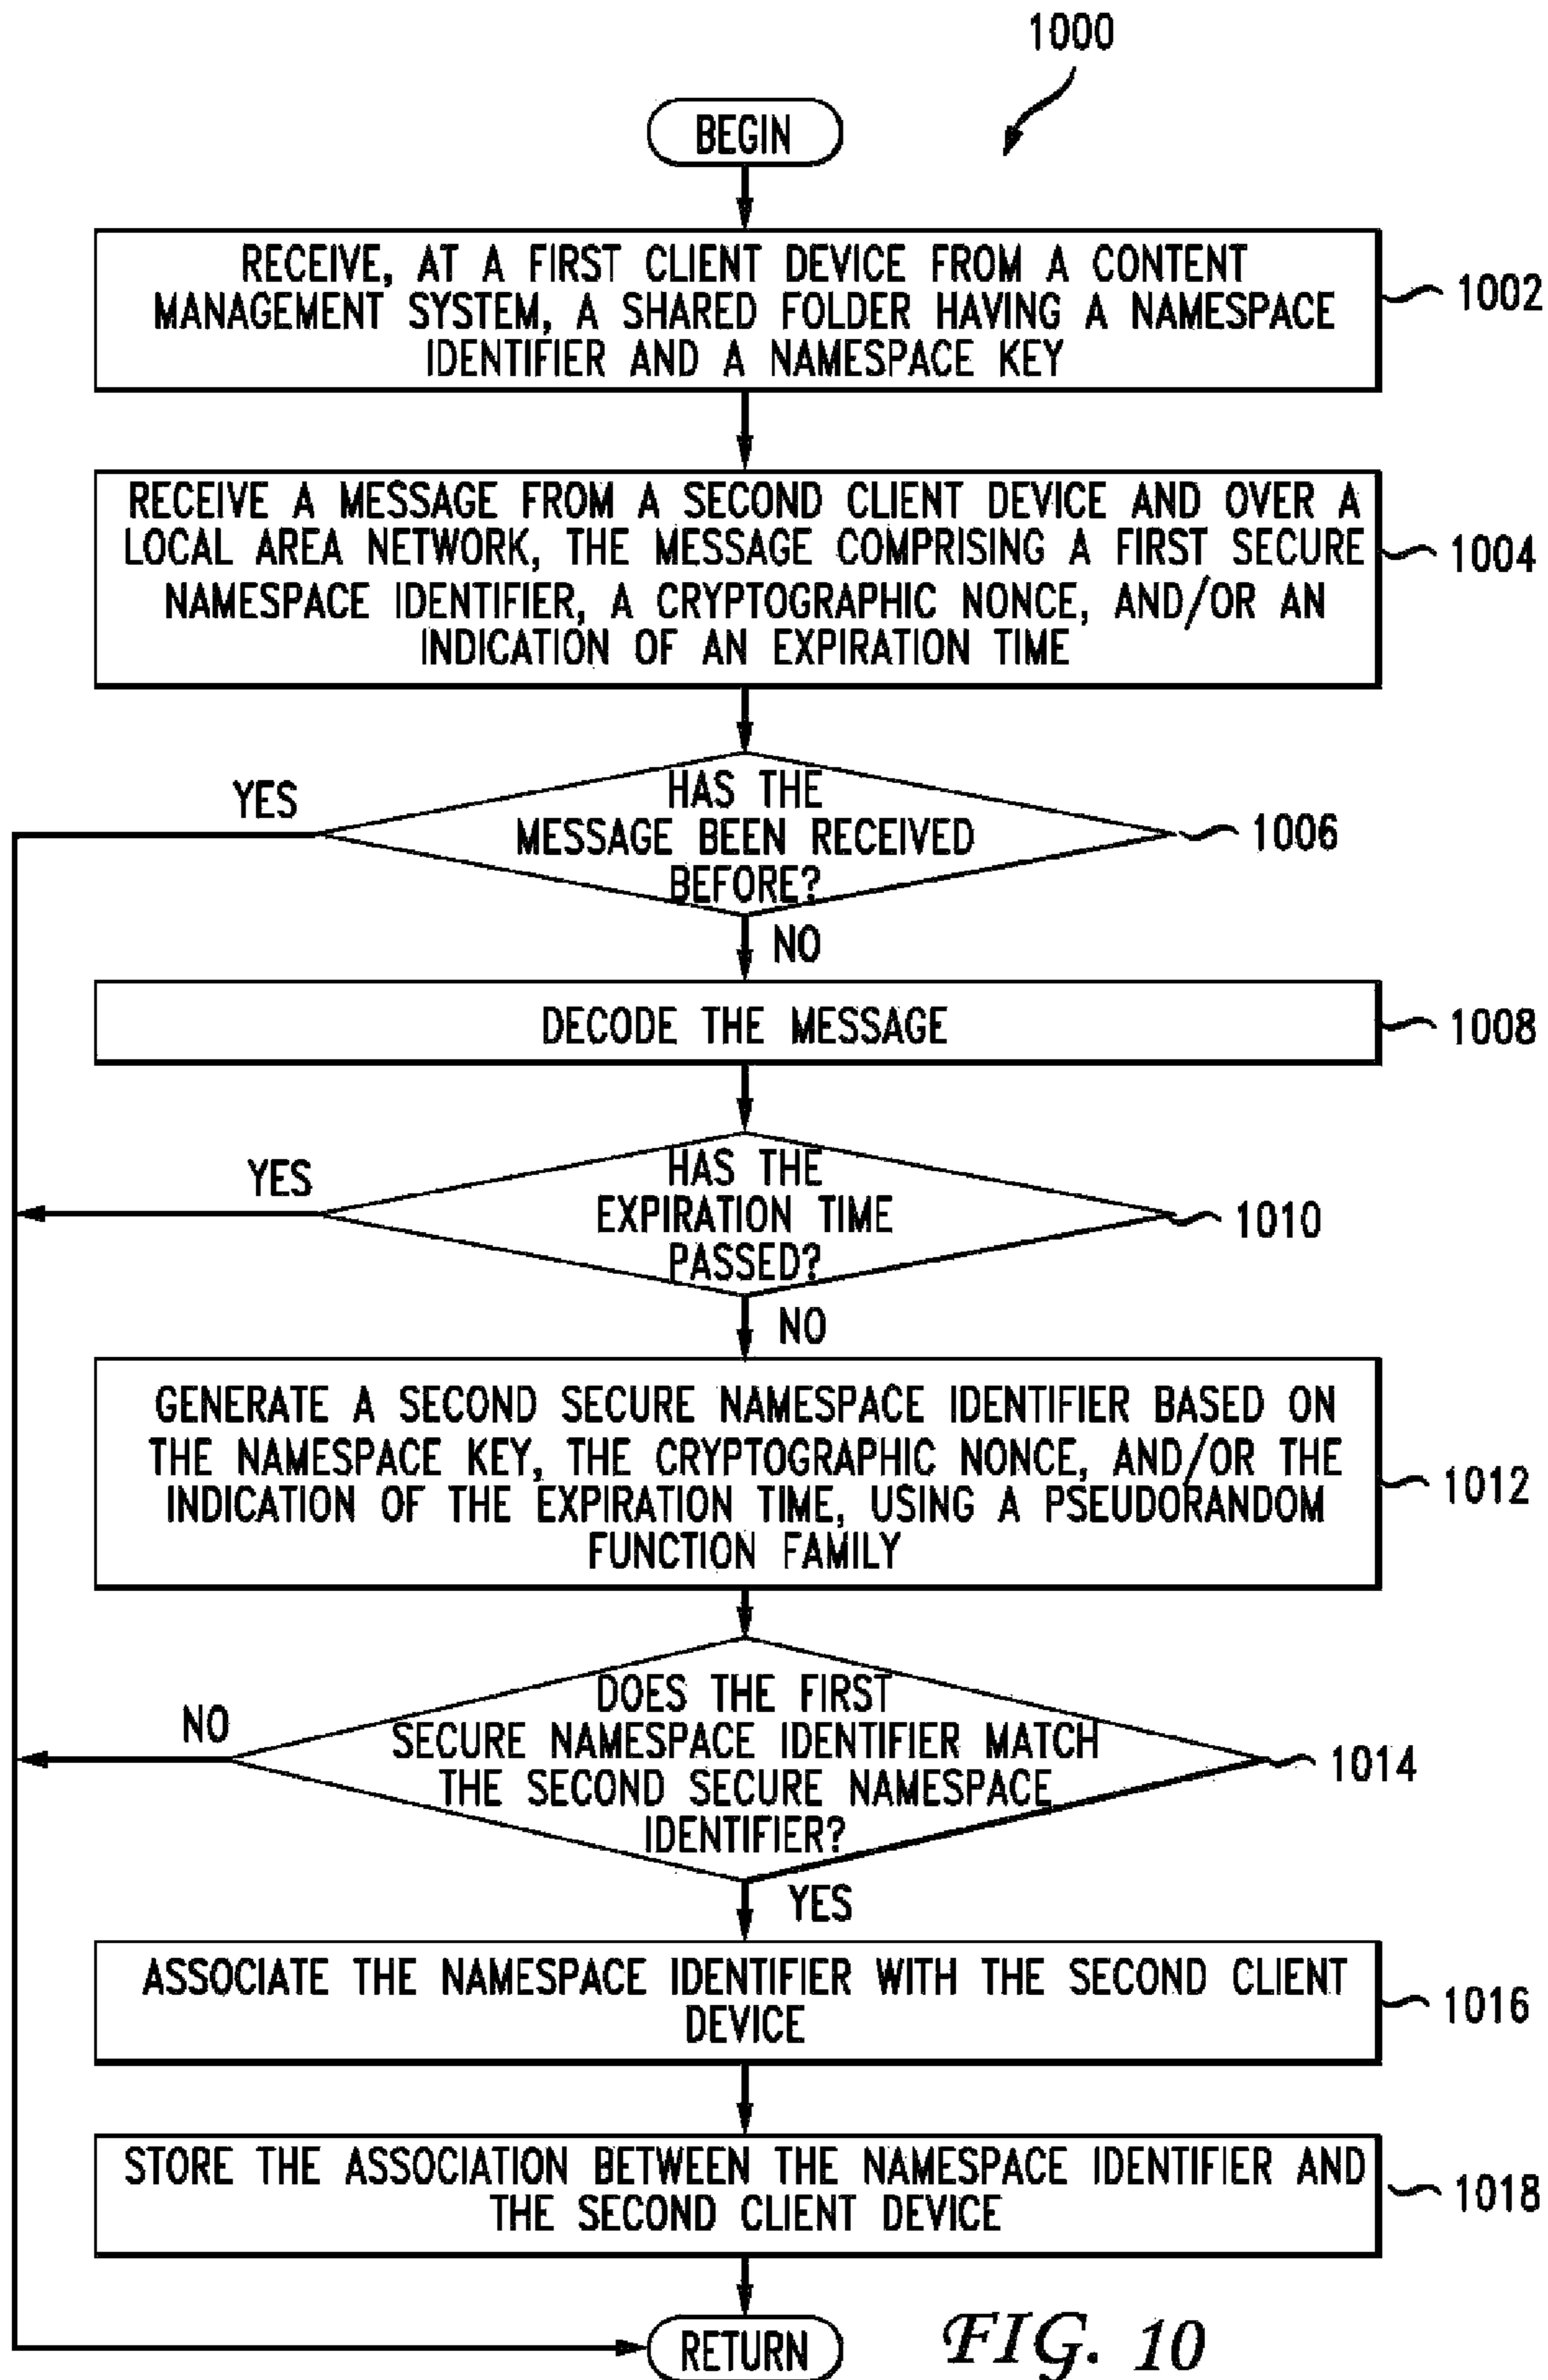 1000
BEGIN
RECEIVE, AT A FIRST CLIENT DEVICE FROM A CONTENT
MANAGEMENT SYSTEM, A SHARED FOLDER HAVING A NAMESPACE
IDENTIFIER AND A NAMESPACE KEY
1002
RECEIVE A MESSAGE FROM A SECOND CLIENT DEVICE AND OVER A
LOCAL AREA NETWORK, THE MESSAGE COMPRISING A FIRST SECURE
NAMESPACE IDENTIFIER, A CRYPTOGRAPHIC NONCE, AND/OR AN
INDICATION OF AN EXPIRATION TIME
1004
YES
HAS THE
MESSAGE BEEN RECEIVED
BEFORE?
1006
NO
DECODE THE MESSAGE
1008
YES
HAS THE
EXPIRATION TIME
PASSED?
1010
NO
GENERATE A SECOND SECURE NAMESPACE IDENTIFIER BASED ON
THE NAMESPACE KEY, THE CRYPTOGRAPHIC NONCE, AND/OR THE
INDICATION OF THE EXPIRATION TIME, USING A PSEUDORANDOM
FUNCTION FAMILY
1012
NO
DOES THE FIRST
SECURE NAMESPACE IDENTIFIER MATCH
THE SECOND SECURE NAMESPACE
IDENTIFIER?
1014
YES
ASSOCIATE THE NAMESPACE IDENTIFIER WITH THE SECOND CLIENT
DEVICE
1016
STORE THE ASSOCIATION BETWEEN THE NAMESPACE IDENTIFIER AND
THE SECOND CLIENT DEVICE
1018
RETURN
FIG. 10